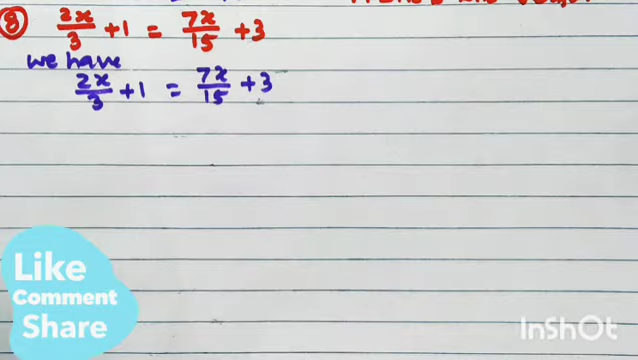 ⑧ 2x/3 + 1 = 7x/15 + 3
we have
2x/3 + 1 = 7x/15 + 3
Like
Comment
Share
InShOt